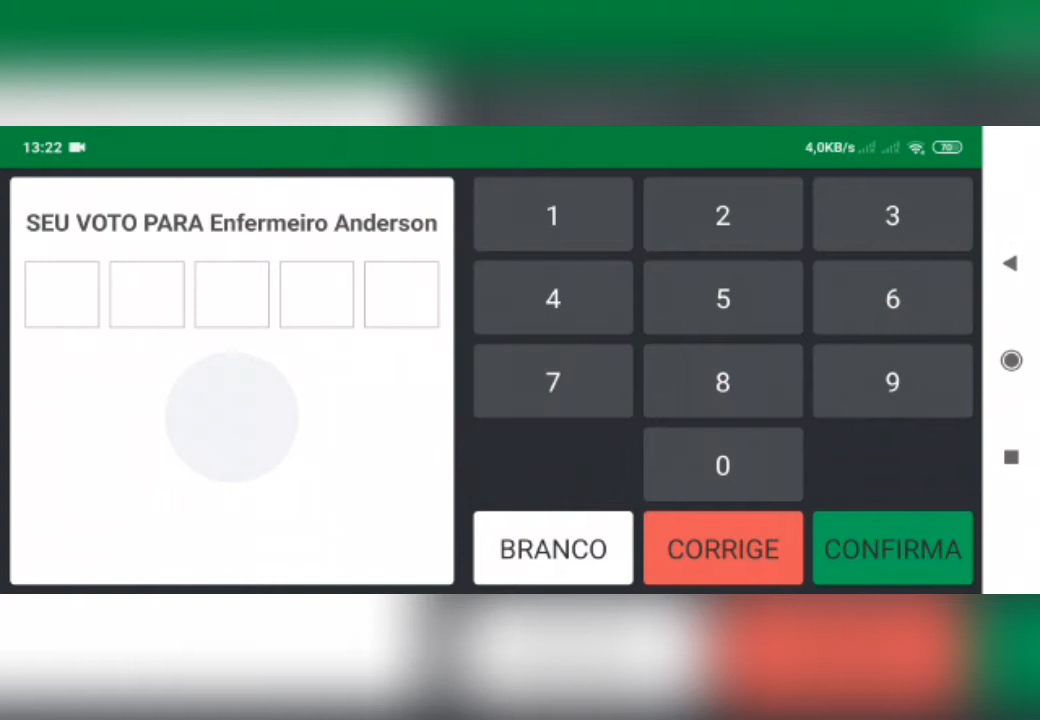 13:22
4,0KB/s
70
SEU VOTO PARA Enfermeiro Anderson
1 2 3
4 5 6
7 8 9
0
BRANCO CORRIGE CONFIRMA